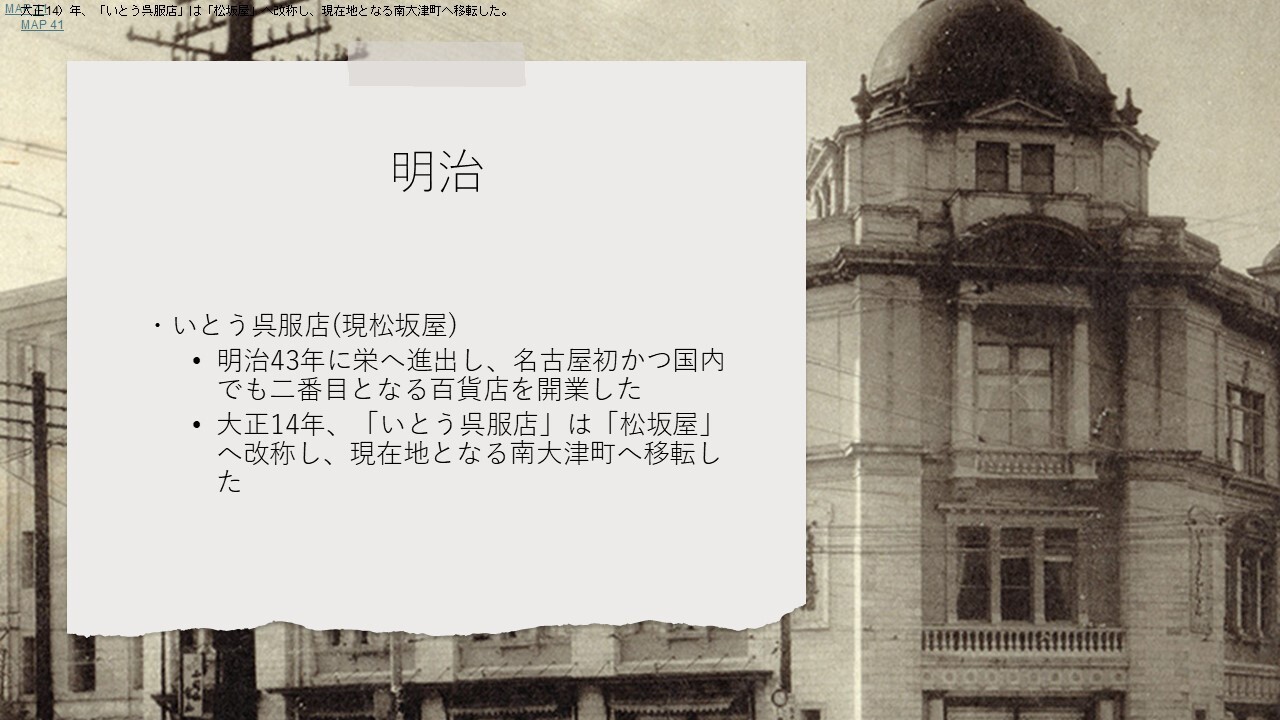 大正14）年、「いとう呉服店」は「松坂屋」へ改称し、現在地となる南大津町へ移転した。
MAP 41
明治
・いとう呉服店(現松坂屋)
• 明治43年に栄へ進出し、名古屋初かつ国内
でも二番目となる百貨店を開業した
• 大正14年、「いとう呉服店」は「松坂屋」
へ改称し、現在地となる南大津町へ移転し
た